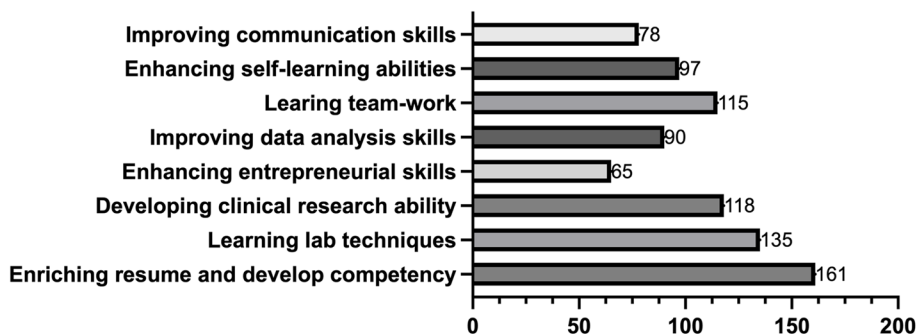 Improving communication skills 78
Enhancing self-learning abilities 97
Learing team-work 115
Improving data analysis skills 90
Enhancing entrepreneurial skills 65
Developing clinical research ability 118
Learning lab techniques 135
Enriching resume and develop competency 161
0 50 100 150 200